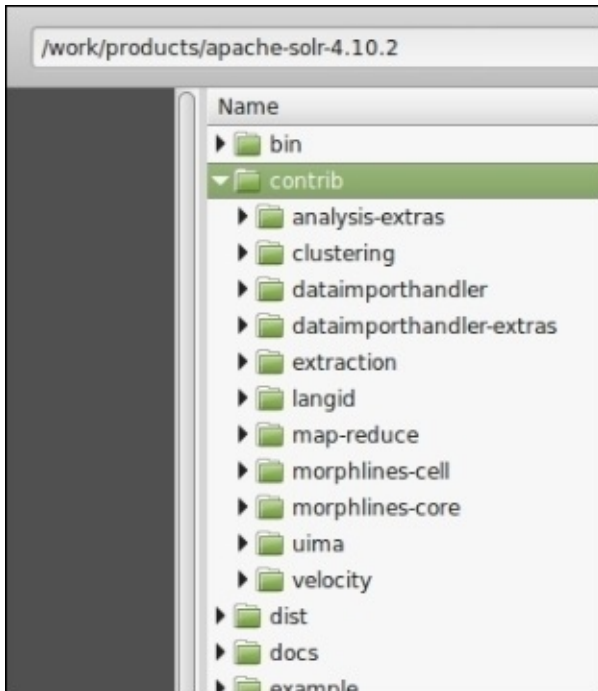 /work/products/apache-solr-4.10.2
Name
bin
contrib
analysis-extras
clustering
dataimporthandler
dataimporthandler-extras
extraction
langid
map-reduce
morphlines-cell
morphlines-core
uima
velocity
dist
docs
example